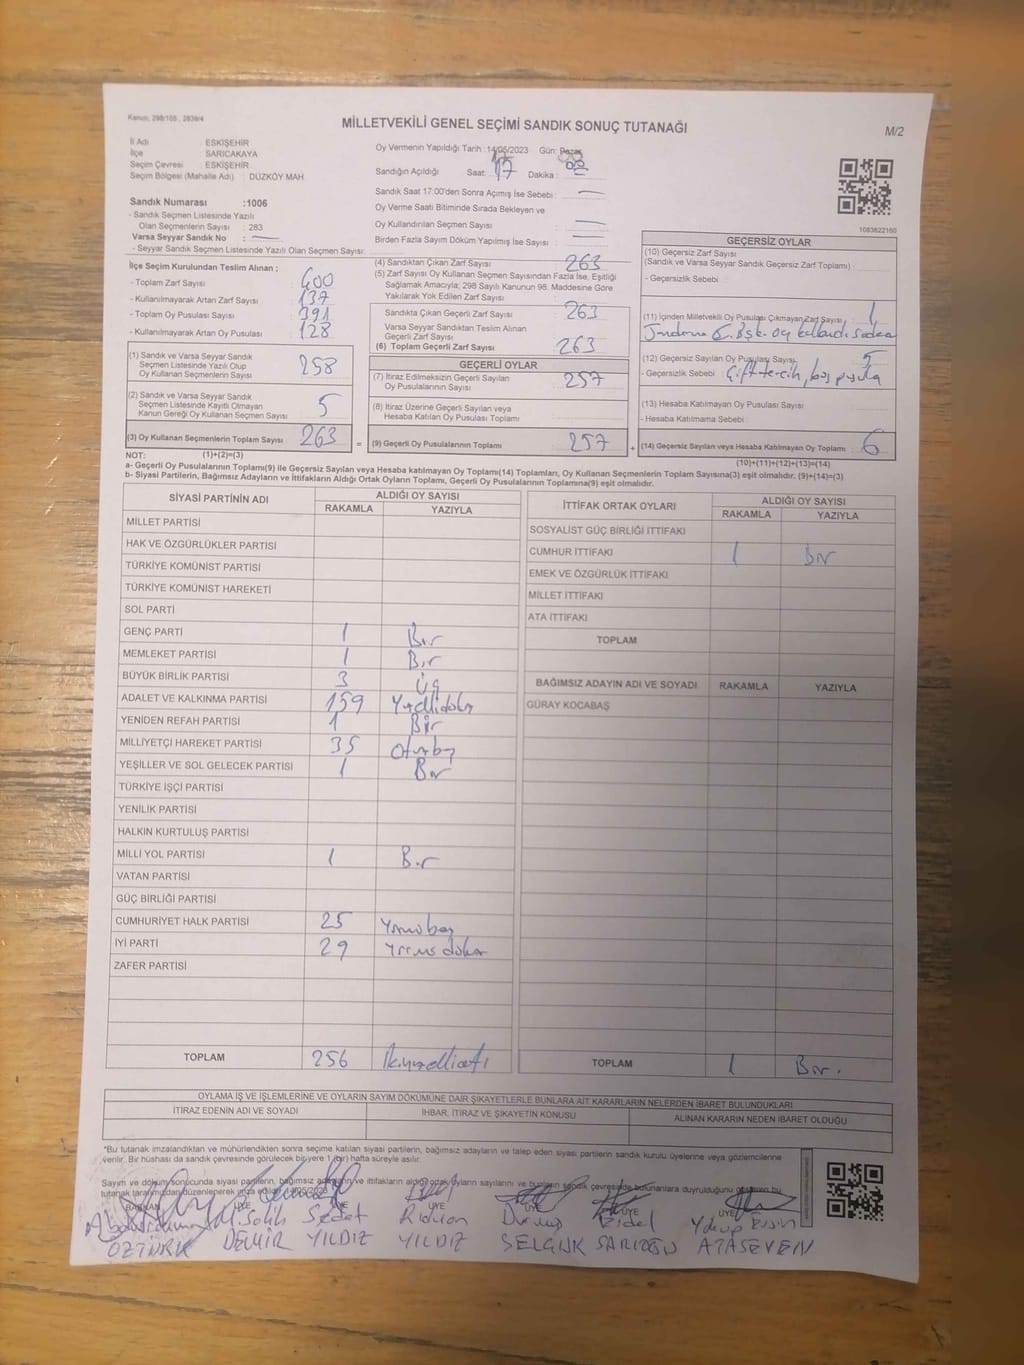 Kanun: 298/105 , 2839/4
MİLLETVEKİLİ GENEL SEÇİMİ SANDIK SONUÇ TUTANAĞI
M/2
İl Adı : ESKİŞEHİR
İlçe : SARICAKAYA
Seçim Çevresi : ESKİŞEHİR
Seçim Bölgesi (Mahalle Adı) : DÜZKÖY MAH.
Sandık Numarası :1006
- Sandık Seçmen Listesinde Yazılı
Olan Seçmenlerin Sayısı : 283
Varsa Seyyar Sandık No :
- Seyyar Sandık Seçmen Listesinde Yazılı Olan Seçmen Sayısı:
Oy Vermenin Yapıldığı Tarih : 14/05/2023 Gün: Pazar
Sandığın Açıldığı Saat: 17 Dakika :
Sandık Saat 17:00'den Sonra Açımış İse Sebebi : —
Oy Verme Saati Bitiminde Sırada Bekleyen ve
Oy Kullandırılan Seçmen Sayısı : —
Birden Fazla Sayım Döküm Yapılmış İse Sayısı : —
1083822160
İlçe Seçim Kurulundan Teslim Alınan ;
- Toplam Zarf Sayısı : 400
- Kullanılmayarak Artan Zarf Sayısı : 137
- Toplam Oy Pusulası Sayısı : 391
- Kullanılmayarak Artan Oy Pusulası : 128
(1) Sandık ve Varsa Seyyar Sandık
Seçmen Listesinde Yazılı Olup
Oy Kullanan Seçmenlerin Sayısı 258
(2) Sandık ve Varsa Seyyar Sandık
Seçmen Listesinde Kayıtlı Olmayan
Kanun Gereği Oy Kullanan Seçmen Sayısı 5
(3) Oy Kullanan Seçmenlerin Toplam Sayısı 263
(4) Sandıktan Çıkan Zarf Sayısı : 263
(5) Zarf Sayısı Oy Kullanan Seçmen Sayısından Fazla İse, Eşitliği
Sağlamak Amacıyla; 298 Sayılı Kanunun 98. Maddesine Göre
Yakılarak Yok Edilen Zarf Sayısı :
Sandıkta Çıkan Geçerli Zarf Sayısı : 263
Varsa Seyyar Sandıktan Teslim Alınan
Geçerli Zarf Sayısı :
(6) Toplam Geçerli Zarf Sayısı : 263
GEÇERLİ OYLAR
(7) İtiraz Edilmeksizin Geçerli Sayılan
Oy Pusulalarının Sayısı : 257
(8) İtiraz Üzerine Geçerli Sayılan veya
Hesaba Katılan Oy Pusulası Toplamı :
= (9) Geçerli Oy Pusulalarının Toplamı : 257
GEÇERSİZ OYLAR
(10) Geçersiz Zarf Sayısı
(Sandık ve Varsa Seyyar Sandık Geçersiz Zarf Toplamı) :
- Geçersizlik Sebebi :
(11) İçinden Milletvekili Oy Pusulası Çıkmayan Zarf Sayısı : 1
(12) Geçersiz Sayılan Oy Pusulası Sayısı : 5
- Geçersizlik Sebebi : Çift tercih, boş pusula
(13) Hesaba Katılmayan Oy Pusulası Sayısı :
- Hesaba Katılmama Sebebi :
+ (14) Geçersiz Sayılan veya Hesaba Katılmayan Oy Toplamı : 6
NOT: (1)+(2)=(3)
(10)+(11)+(12)+(13)=(14)
a- Geçerli Oy Pusulalarının Toplamı(9) ile Geçersiz Sayılan veya Hesaba katılmayan Oy Toplamı(14) Toplamları, Oy Kullanan Seçmenlerin Toplam Sayısına(3) eşit olmalıdır. (9)+(14)=(3)
b- Siyasi Partilerin, Bağımsız Adayların ve İttifakların Aldığı Ortak Oyların Toplamı, Geçerli Oy Pusulalarının Toplamına(9) eşit olmalıdır.
SİYASİ PARTİNİN ADI ALDIĞI OY SAYISI
RAKAMLA YAZIYLA
MİLLET PARTİSİ
HAK VE ÖZGÜRLÜKLER PARTİSİ
TÜRKİYE KOMÜNİST PARTİSİ
TÜRKİYE KOMÜNİST HAREKETİ
SOL PARTİ
GENÇ PARTİ 1 Bir
MEMLEKET PARTİSİ 1 Bir
BÜYÜK BİRLİK PARTİSİ 3 Üç
ADALET VE KALKINMA PARTİSİ 159 Yüzellidokuz
YENİDEN REFAH PARTİSİ 1 Bir
MİLLİYETÇİ HAREKET PARTİSİ 35 Otuzbeş
YEŞİLLER VE SOL GELECEK PARTİSİ 1 Bir
TÜRKİYE İŞÇİ PARTİSİ
YENİLİK PARTİSİ
HALKIN KURTULUŞ PARTİSİ
MİLLİ YOL PARTİSİ 1 Bir
VATAN PARTİSİ
GÜÇ BİRLİĞİ PARTİSİ
CUMHURİYET HALK PARTİSİ 25 Yirmibeş
İYİ PARTİ 29 Yirmidokuz
ZAFER PARTİSİ
TOPLAM 256 İkiyüzellialtı
İTTİFAK ORTAK OYLARI ALDIĞI OY SAYISI
RAKAMLA YAZIYLA
SOSYALİST GÜÇ BİRLİĞİ İTTİFAKI
CUMHUR İTTİFAKI 1 Bir
EMEK VE ÖZGÜRLÜK İTTİFAKI
MİLLET İTTİFAKI
ATA İTTİFAKI
TOPLAM
BAĞIMSIZ ADAYIN ADI VE SOYADI RAKAMLA YAZIYLA
GÜRAY KOCABAŞ
TOPLAM 1 Bir.
OYLAMA İŞ VE İŞLEMLERİNE VE OYLARIN SAYIM DÖKÜMÜNE DAİR ŞİKAYETLERLE BUNLARA AİT KARARLARIN NELERDEN İBARET BULUNDUKLARI
İTİRAZ EDENİN ADI VE SOYADI İHBAR, İTİRAZ VE ŞİKAYETİN KONUSU ALINAN KARARIN NEDEN İBARET OLDUĞU
*Bu tutanak imzalandıktan ve mühürlendikten sonra seçime katılan siyasi partilerin, bağımsız adayların ve talep eden siyasi partilerin sandık kurulu üyelerine veya gözlemcilerine
verilir. Bir nüshası da sandık çevresinde görülecek bir yere 1 (bir) hafta süreyle asılır.
Sayım ve döküm sonucunda siyasi partilerin, bağımsız adayların ve ittifakların aldığı ortak oyların sayılarını ve bunların sandık çevresinde bulunanlara duyurulduğunu gösteren bu
tutanak tarafımızdan düzenlenerek imza edildi.
BAŞKAN ÜYE ÜYE ÜYE ÜYE ÜYE ÜYE
M.Salih Sedat Ridvan Durmuş Yakup Ersin
ÖZTÜRK DEMİR YILDIZ YILDIZ SELÇUK ATASEVEN